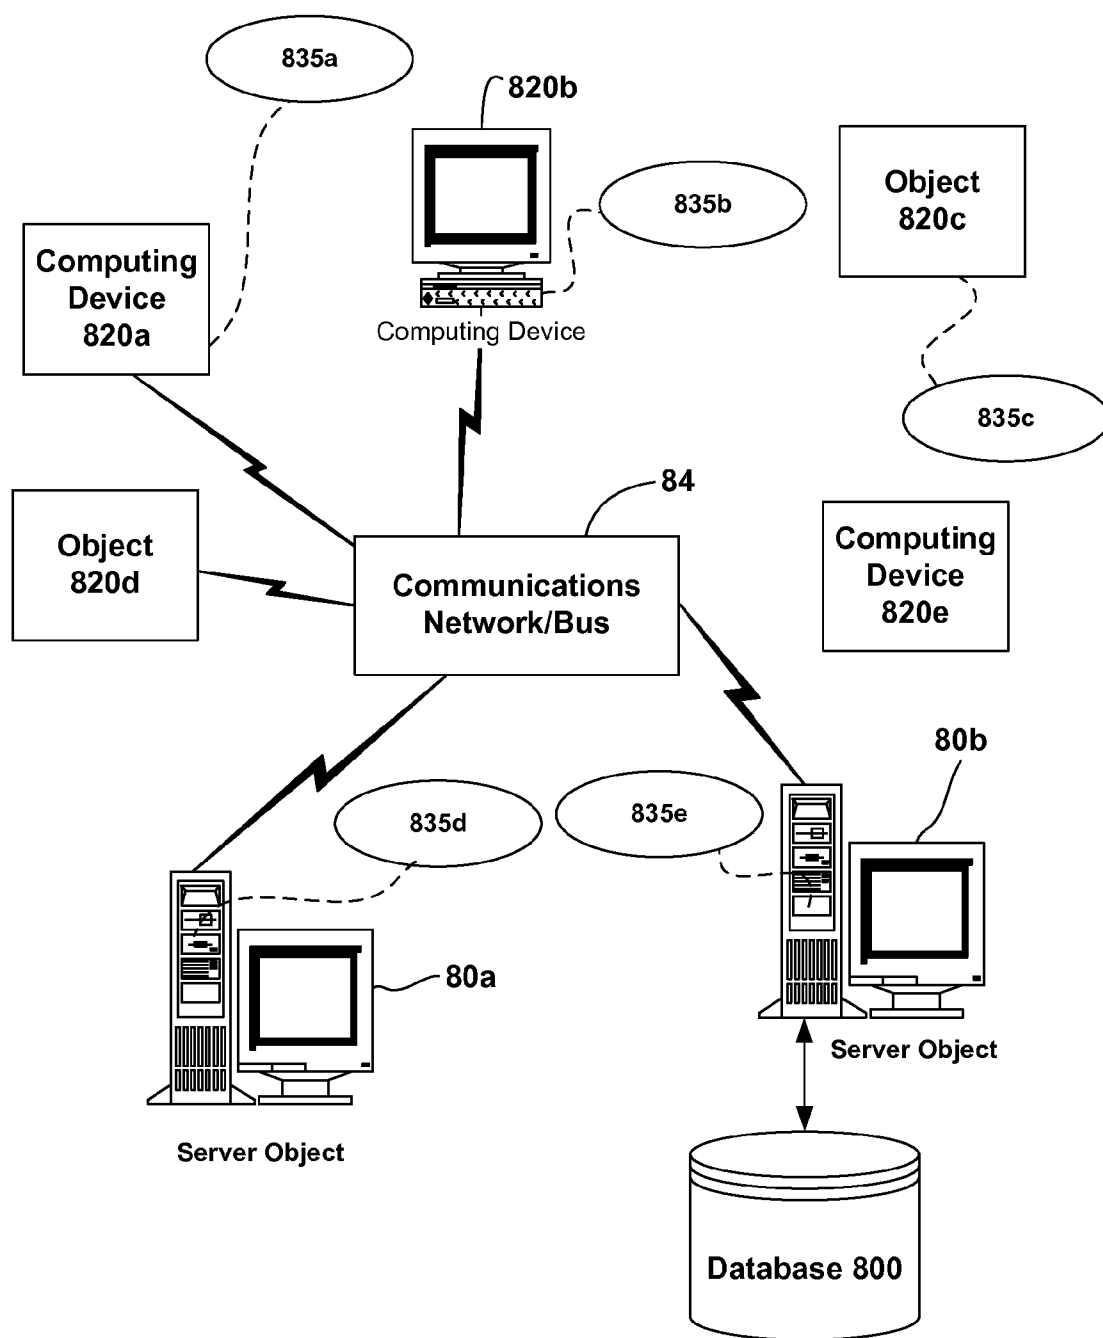 835a
820b
835b
Object
820c
Computing
Device
820a
Computing Device
835c
84
Object
820d
Communications
Network/Bus
Computing
Device
820e
80b
835d
835e
80a
Server Object
Server Object
Database 800